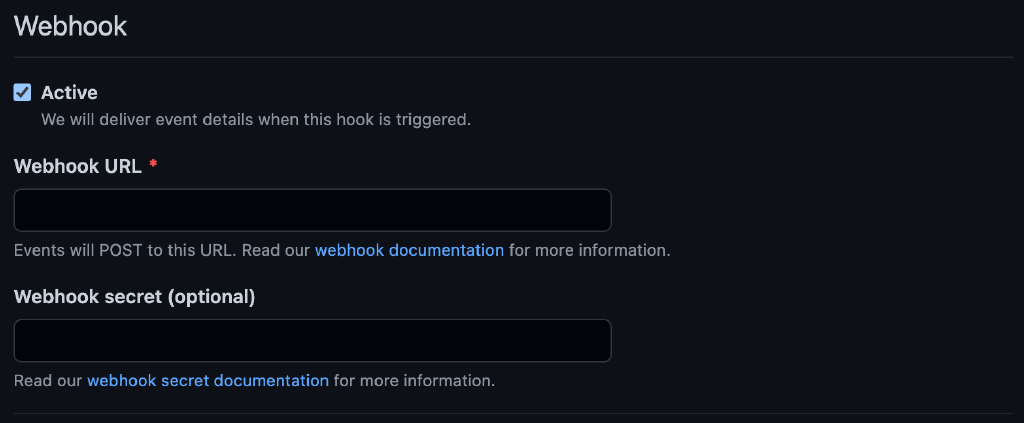 Webhook
Active
We will deliver event details when this hook is triggered.
Webhook URL *
Events will POST to this URL. Read our webhook documentation for more information.
Webhook secret (optional)
Read our webhook secret documentation for more information.